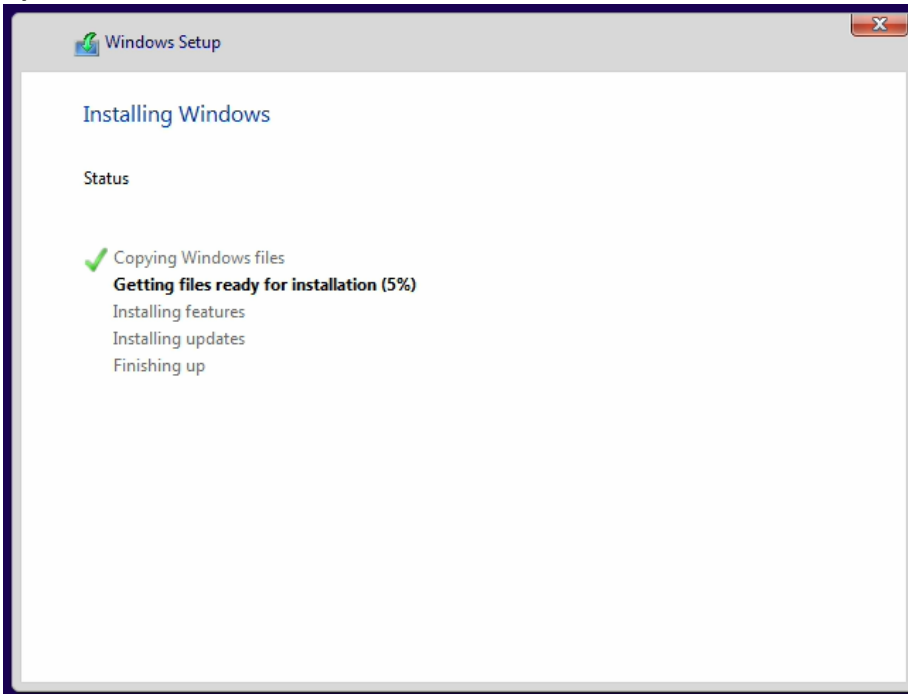 Windows Setup
Installing Windows
Status
Copying Windows files
Getting files ready for installation (5%)
Installing features
Installing updates
Finishing up